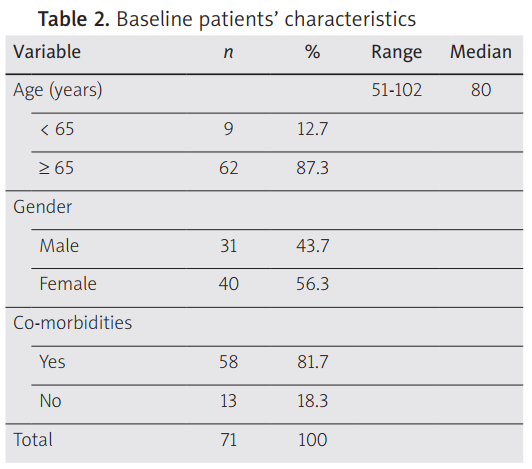 Table 2. Baseline patients' characteristics
Variable n % Range Median
Age (years) 51-102 80
< 65 9 12.7
≥ 65 62 87.3
Gender
Male 31 43.7
Female 40 56.3
Co-morbidities
Yes 58 81.7
No 13 18.3
Total 71 100